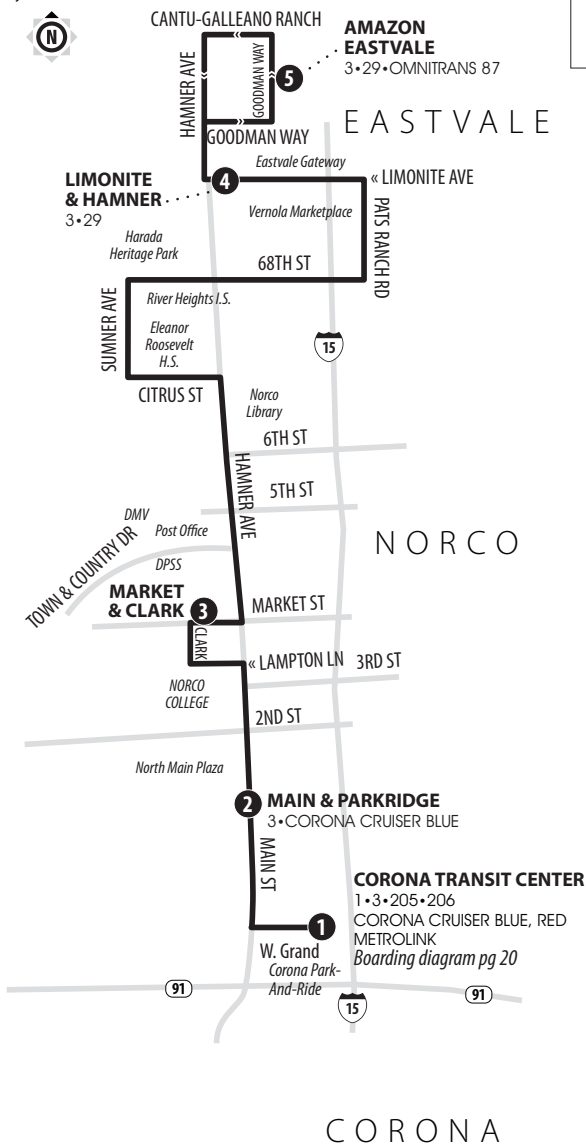 CANTU-GALLEANO RANCH
N
AMAZON
EASTVALE
3•29•OMNITRANS 87
HAMNER AVE
GOODMAN WAY
5
EASTVALE
GOODMAN WAY
Eastvale Gateway
LIMONITE
& HAMNER
3•29
4
« LIMONITE AVE
Vernola Marketplace
PATS RANCH RD
Harada
Heritage Park
68TH ST
SUMNER AVE
River Heights I.S.
Eleanor
Roosevelt
H.S.
15
CITRUS ST
Norco
Library
6TH ST
HAMNER AVE
5TH ST
DMV
Post Office
NORCO
TOWN & COUNTRY DR
DPSS
MARKET
& CLARK
3
MARKET ST
CLARK
« LAMPTON LN
3RD ST
NORCO
COLLEGE
2ND ST
North Main Plaza
2
MAIN & PARKRIDGE
3•CORONA CRUISER BLUE
MAIN ST
CORONA TRANSIT CENTER
1•3•205•206
CORONA CRUISER BLUE, RED
METROLINK
Boarding diagram pg 20
1
W. Grand
Corona Park-
And-Ride
91
91
15
CORONA